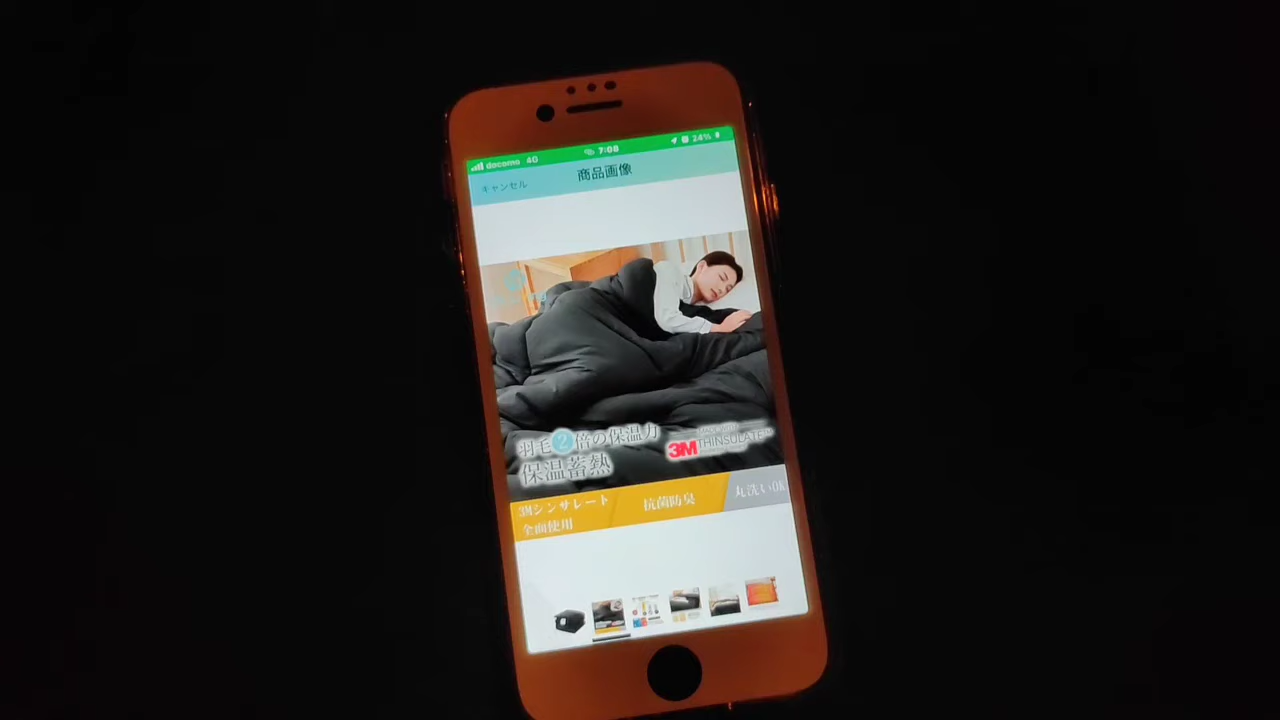 docomo 4G 7:08 24%
キャンセル 商品画像
羽毛2倍の保温力
保温蓄熱
3M THINSULATE
3Mシンサレート
全面使用
抗菌防臭
丸洗いOK